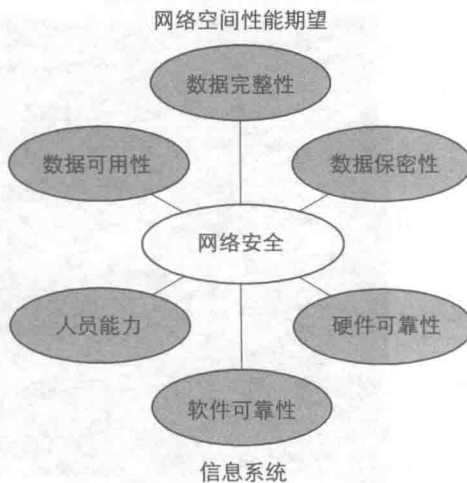 网络空间性能期望
数据完整性
数据可用性
数据保密性
网络安全
人员能力
硬件可靠性
软件可靠性
信息系统